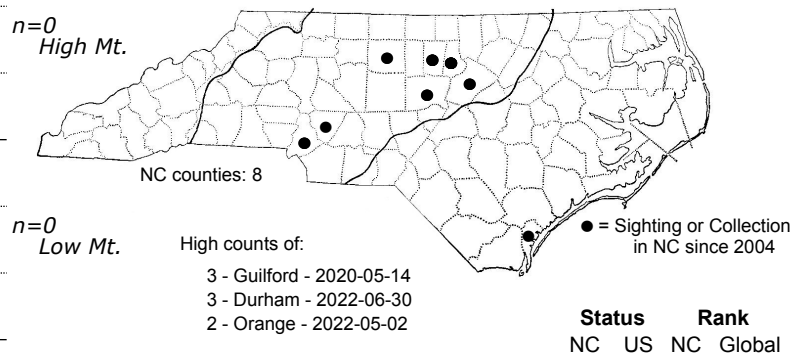 n=0
High Mt.
NC counties: 8
n=0
Low Mt.
High counts of:
3 - Guilford - 2020-05-14
3 - Durham - 2022-06-30
2 - Orange - 2022-05-02
● = Sighting or Collection
in NC since 2004
Status Rank
NC US NC Global